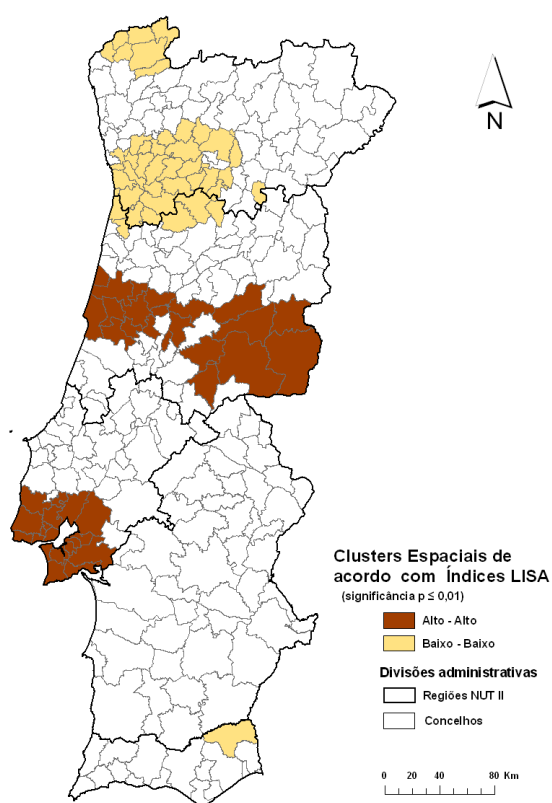 N
Clusters Espaciais de
acordo com Índices LISA
(significância p ≤ 0,01)
Alto - Alto
Baixo - Baixo
Divisões administrativas
Regiões NUT II
Concelhos
0 20 40 80 Km